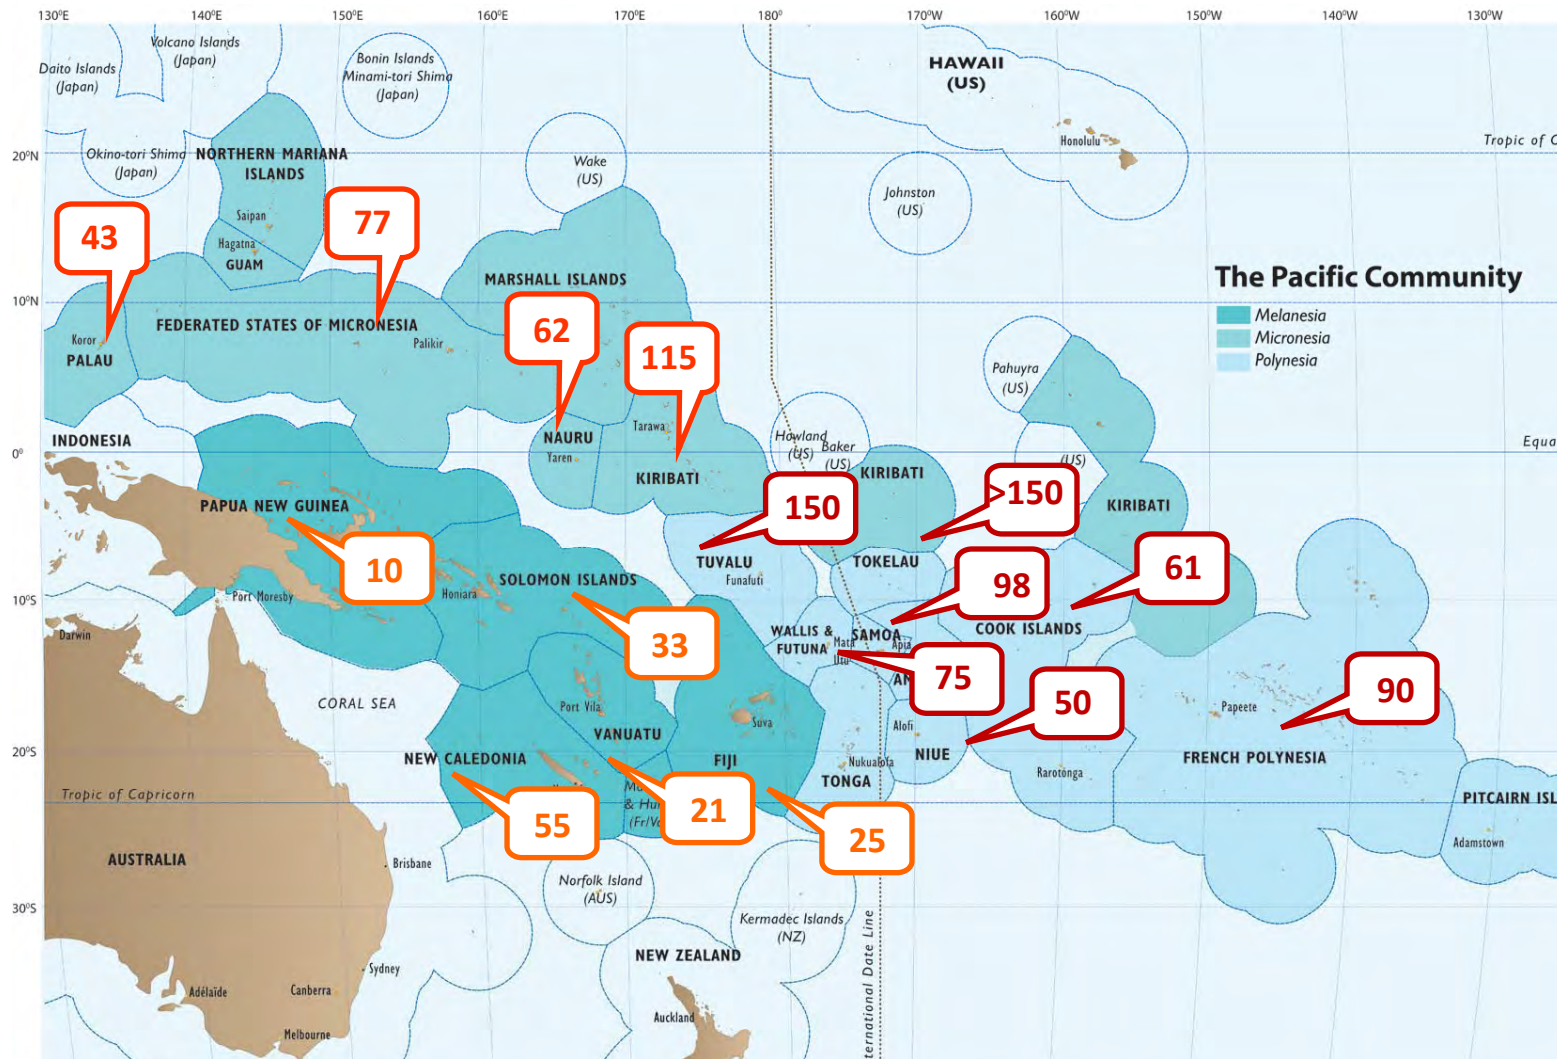 130°E
140°E
150°E
160°E
170°E
180°
170°W
160°W
150°W
140°W
130°W
Volcano Islands
(Japan)
Daito Islands
(Japan)
Bonin Islands
Minami-tori Shima
(Japan)
HAWAII
(US)
Honolulu
Tropic of C
20°N
Okino-tori Shima
(Japan)
NORTHERN MARIANA
ISLANDS
Wake
(US)
Johnston
(US)
Saipan
Hagatna
GUAM
43
77
MARSHALL ISLANDS
The Pacific Community
Melanesia
Micronesia
Polynesia
10°N
FEDERATED STATES OF MICRONESIA
Koror
PALAU
Palikir
62
115
Pahuyra
(US)
INDONESIA
NAURU
Yaren
Tarawa
Howland
(US)
Baker
(US)
(US)
Equa
0°
KIRIBATI
KIRIBATI
KIRIBATI
PAPUA NEW GUINEA
150
>150
10
TUVALU
Funafuti
TOKELAU
SOLOMON ISLANDS
Honiara
98
61
10°S
Port Moresby
Darwin
33
WALLIS &
FUTUNA
Mata
Utu
SAMOA
Apia
COOK ISLANDS
75
50
90
CORAL SEA
Port Vila
VANUATU
Suva
Alofi
Papeete
20°S
NEW CALEDONIA
FIJI
Nukualofa
TONGA
NIUE
Rarotonga
FRENCH POLYNESIA
Tropic of Capricorn
55
21
25
& Hu
(Fr/Va
PITCAIRN ISL
Adamstown
AUSTRALIA
Brisbane
Norfolk Island
(AUS)
30°S
Kermadec Islands
(NZ)
ternational Date Line
NEW ZEALAND
Sydney
Adélaïde
Canberra
Auckland
Melbourne